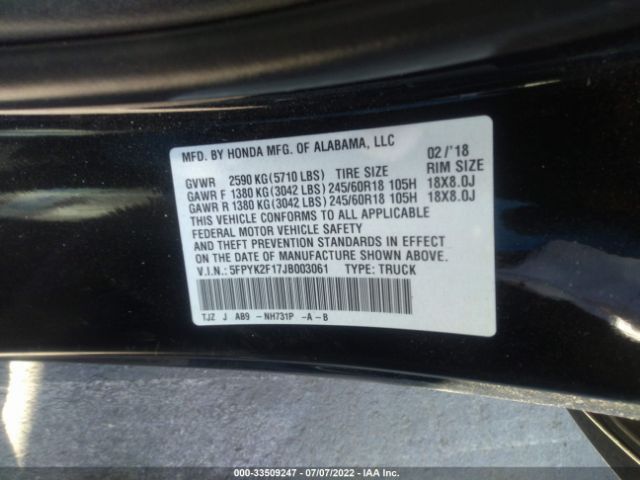 MFD. BY HONDA MFG. OF ALABAMA, LLC 02/'18
GVWR 2590 KG(5710 LBS) TIRE SIZE RIM SIZE
GAWR F 1380 KG(3042 LBS) 245/60R18 105H 18X8.0J
GAWR R 1380 KG(3042 LBS) 245/60R18 105H 18X8.0J
THIS VEHICLE CONFORMS TO ALL APPLICABLE
FEDERAL MOTOR VEHICLE SAFETY
AND THEFT PREVENTION STANDARDS IN EFFECT
ON THE DATE OF MANUFACTURE SHOWN ABOVE.
V.I.N.: 5FPYK2F17JB003061 TYPE: TRUCK
TJZ J AB9 -NH731P -A-B
000-33509247 - 07/07/2022 - IAA Inc.